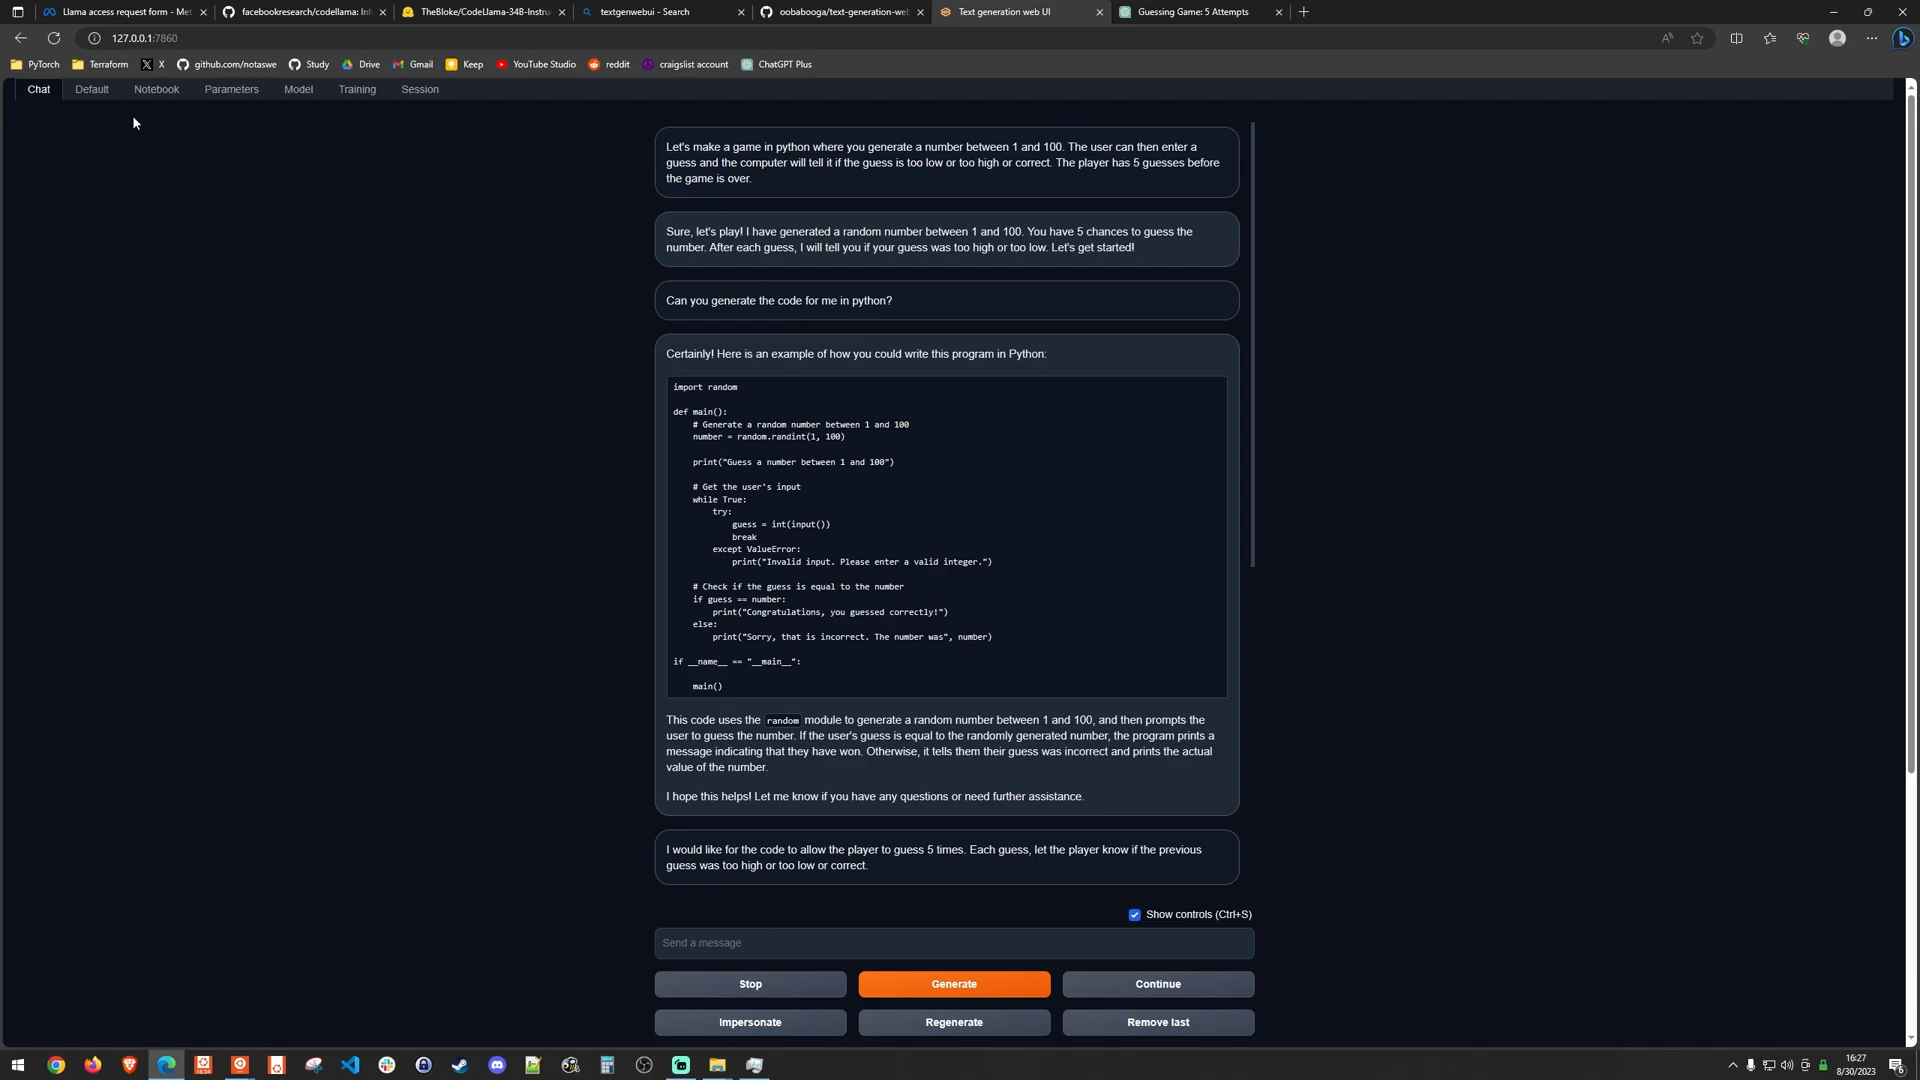 Llama access request form - Met
facebookresearch/codellama: Inf
TheBloke/CodeLlama-34B-Instru
textgenwebui - Search
oobabooga/text-generation-we
Text generation web UI
Guessing Game: 5 Attempts
127.0.0.1:7860
PyTorch
Terraform
X
github.com/notaswe
Study
Drive
Gmail
Keep
YouTube Studio
reddit
craigslist account
ChatGPT Plus
Chat
Default
Notebook
Parameters
Model
Training
Session
Let's make a game in python where you generate a number between 1 and 100. The user can then enter a
guess and the computer will tell it if the guess is too low or too high or correct. The player has 5 guesses before
the game is over.
Sure, let's play! I have generated a random number between 1 and 100. You have 5 chances to guess the
number. After each guess, I will tell you if your guess was too high or too low. Let's get started!
Can you generate the code for me in python?
Certainly! Here is an example of how you could write this program in Python:
import random
def main():
# Generate a random number between 1 and 100
number = random.randint(1, 100)
print("Guess a number between 1 and 100")
# Get the user's input
while True:
try:
guess = int(input())
break
except ValueError:
print("Invalid input. Please enter a valid integer.")
# Check if the guess is equal to the number
if guess == number:
print("Congratulations, you guessed correctly!")
else:
print("Sorry, that is incorrect. The number was", number)
if __name__ == "__main__":
main()
This code uses the random module to generate a random number between 1 and 100, and then prompts the
user to guess the number. If the user's guess is equal to the randomly generated number, the program prints a
message indicating that they have won. Otherwise, it tells them their guess was incorrect and prints the actual
value of the number.
I hope this helps! Let me know if you have any questions or need further assistance.
I would like for the code to allow the player to guess 5 times. Each guess, let the player know if the previous
guess was too high or too low or correct.
Show controls (Ctrl+S)
Send a message
Stop
Generate
Continue
Impersonate
Regenerate
Remove last
16:27
8/30/2023